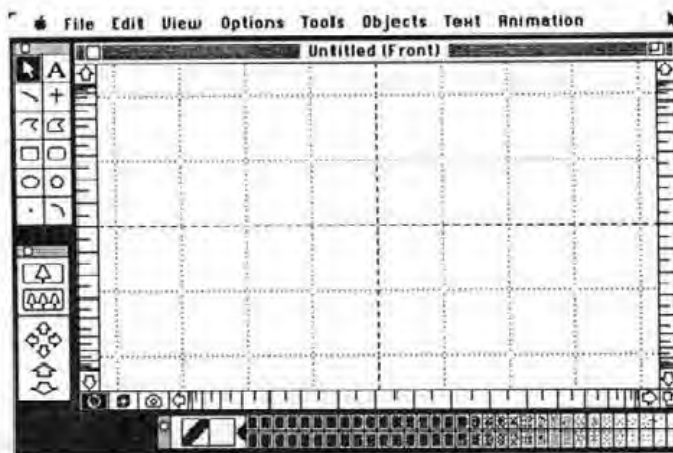 File Edit View Options Tools Objects Text Animation
Untitled (Front)
A